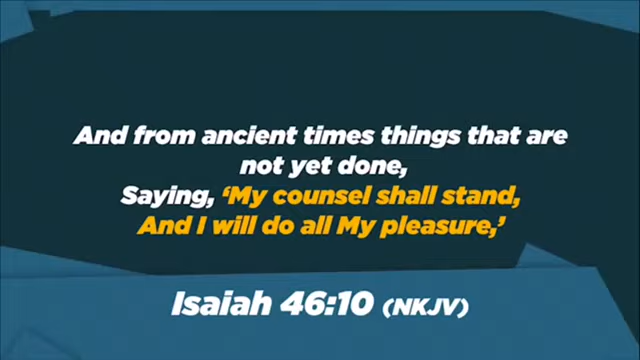 And from ancient times things that are
not yet done,
Saying, ‘My counsel shall stand,
And I will do all My pleasure,’
Isaiah 46:10 (NKJV)